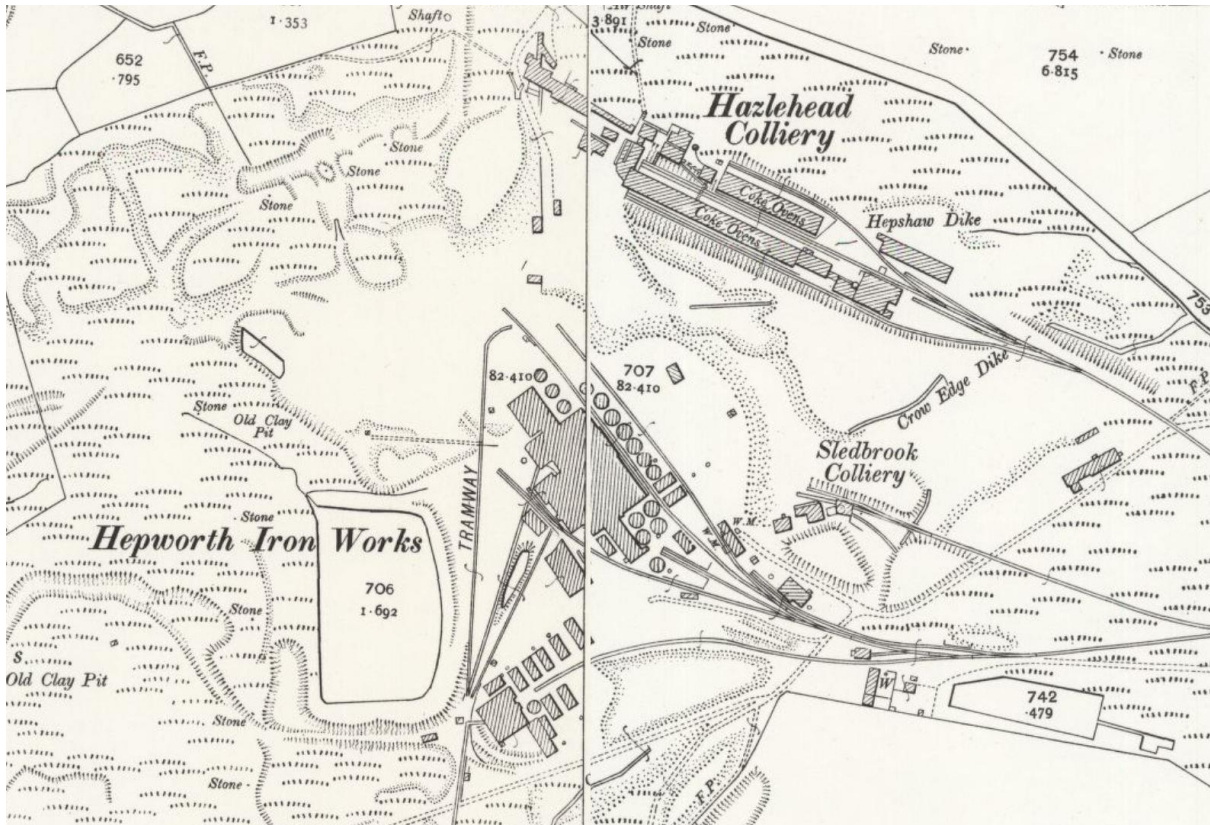 Shaft
1·353
652
·795
F.P.
3·891
Stone
Stone
Stone
754
6·815
Stone
Hazlehead
Colliery
Stone
Stone
Stone
Coke Ovens
Coke Ovens
Hepshaw Dike
753
F.P.
82·410
707
82·410
Crow Edge Dike
Stone
Old Clay
Pit
TRAMWAY
Sledbrook
Colliery
W.M.
W.M.
Stone
Hepworth Iron Works
706
1·692
Stone
s
Old Clay Pit
Stone
W
742
·479
Stone
F.P.